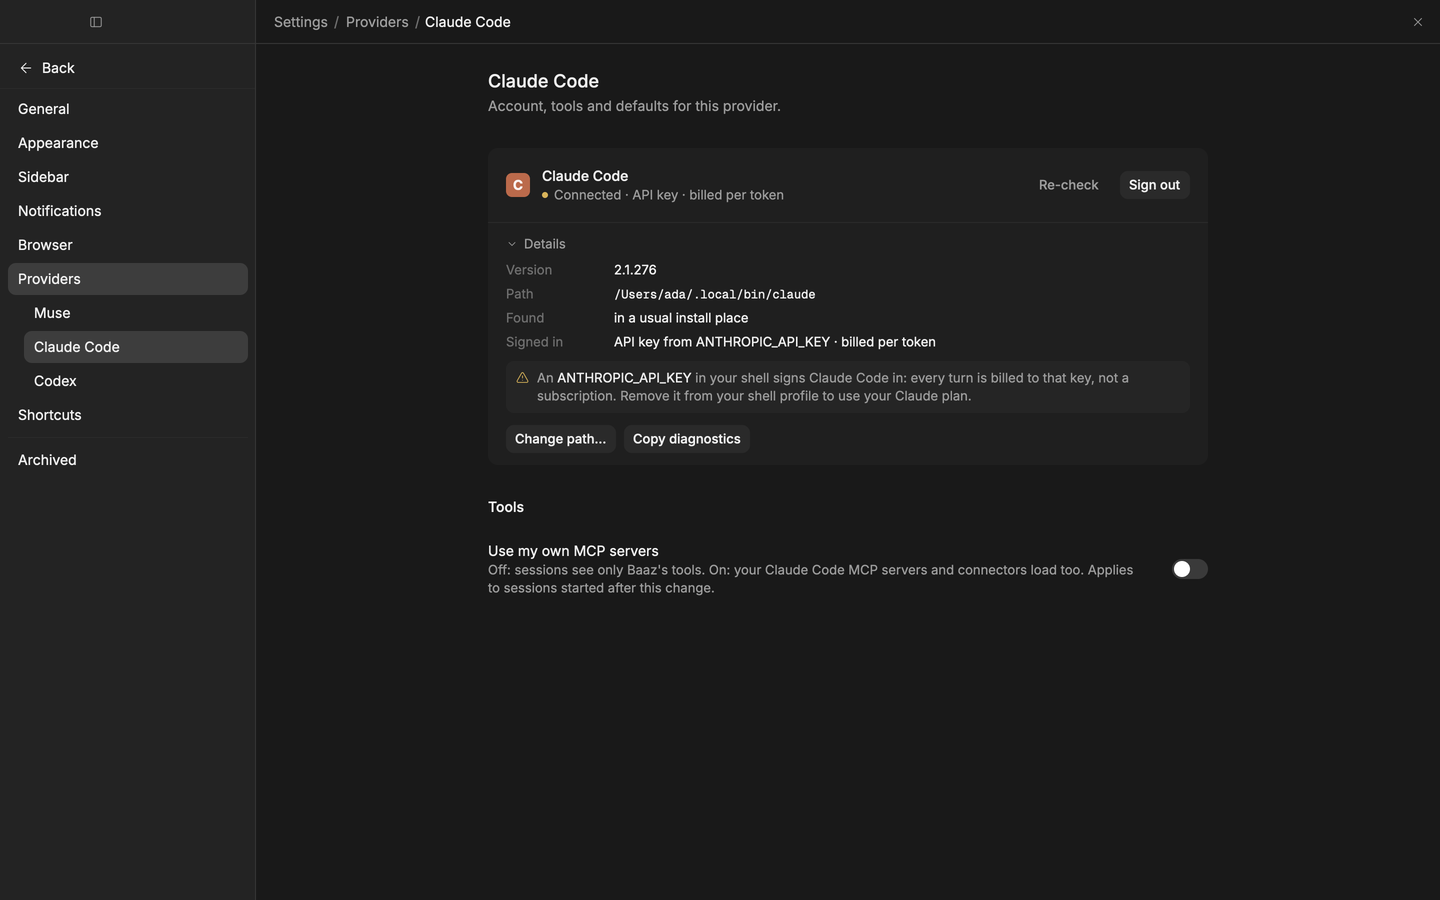 Settings / Providers / Claude Code
Back
General
Appearance
Sidebar
Notifications
Browser
Providers
Muse
Claude Code
Codex
Shortcuts
Archived
Claude Code
Account, tools and defaults for this provider.
C
Claude Code
Connected · API key · billed per token
Re-check
Sign out
Details
Version 2.1.276
Path /Users/ada/.local/bin/claude
Found in a usual install place
Signed in API key from ANTHROPIC_API_KEY · billed per token
An ANTHROPIC_API_KEY in your shell signs Claude Code in: every turn is billed to that key, not a
subscription. Remove it from your shell profile to use your Claude plan.
Change path...
Copy diagnostics
Tools
Use my own MCP servers
Off: sessions see only Baaz's tools. On: your Claude Code MCP servers and connectors load too. Applies
to sessions started after this change.